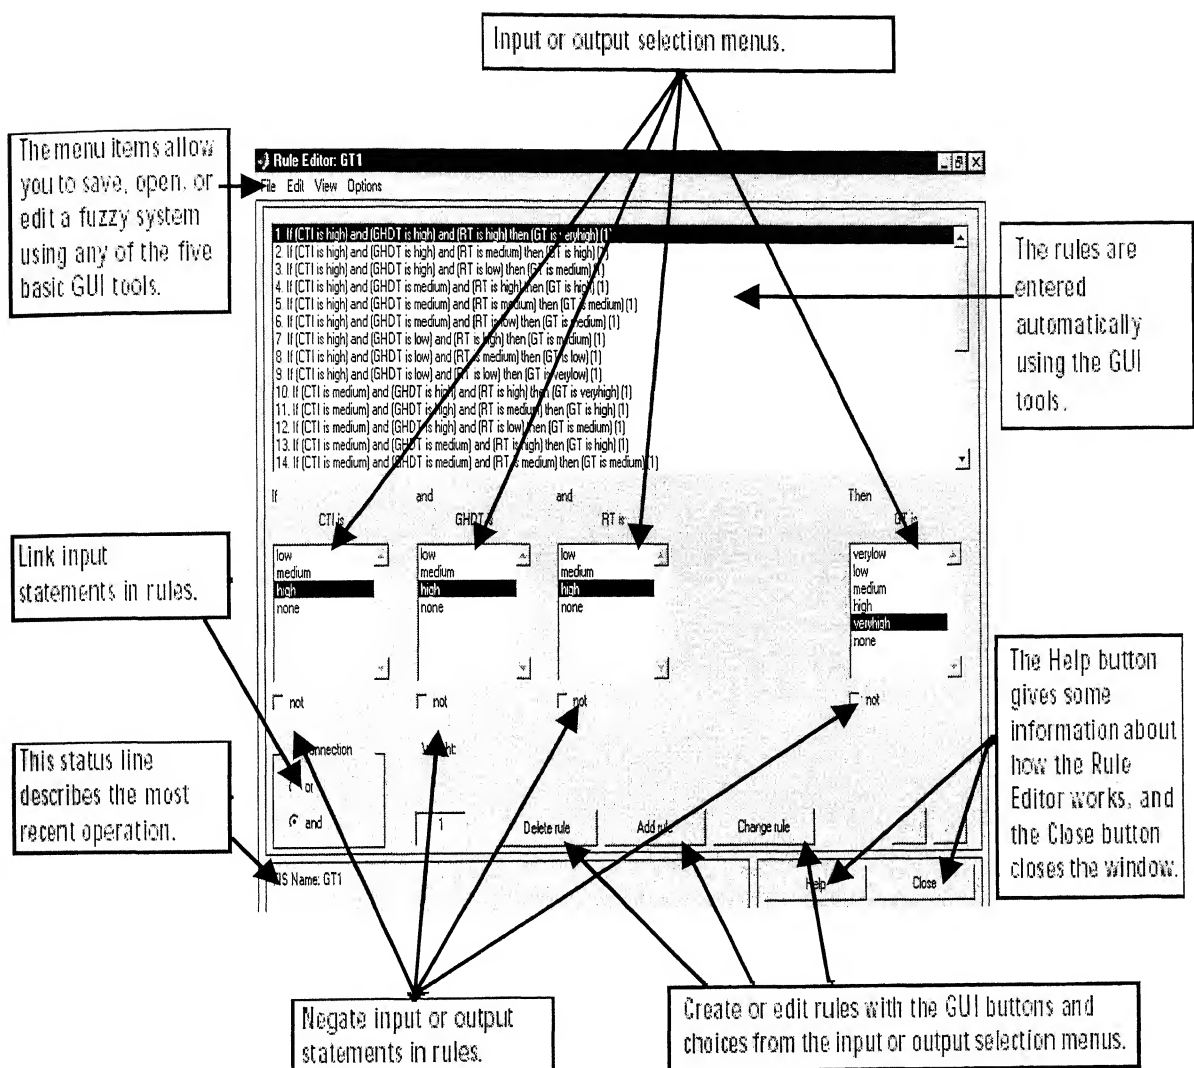 Input or output selection menus.
The menu items allow
you to save, open, or
edit a fuzzy system
using any of the five
basic GUI tools.
Rule Editor: GT1
File Edit View Options
1. If (CTI is high) and (GHDT is high) and (RT is high) then (GT is veryhigh) (1)
2. If (CTI is high) and (GHDT is high) and (RT is medium) then (GT is high) (1)
3. If (CTI is high) and (GHDT is high) and (RT is low) then (GT is medium) (1)
4. If (CTI is high) and (GHDT is medium) and (RT is high) then (GT is high) (1)
5. If (CTI is high) and (GHDT is medium) and (RT is medium) then (GT is medium) (1)
6. If (CTI is high) and (GHDT is medium) and (RT is low) then (GT is medium) (1)
7. If (CTI is high) and (GHDT is low) and (RT is high) then (GT is medium) (1)
8. If (CTI is high) and (GHDT is low) and (RT is medium) then (GT is low) (1)
9. If (CTI is high) and (GHDT is low) and (RT is low) then (GT is verylow) (1)
10. If (CTI is medium) and (GHDT is high) and (RT is high) then (GT is veryhigh) (1)
11. If (CTI is medium) and (GHDT is high) and (RT is medium) then (GT is high) (1)
12. If (CTI is medium) and (GHDT is high) and (RT is low) then (GT is medium) (1)
13. If (CTI is medium) and (GHDT is medium) and (RT is high) then (GT is high) (1)
14. If (CTI is medium) and (GHDT is medium) and (RT is medium) then (GT is medium) (1)
The rules are
entered
automatically
using the GUI
tools.
If and and Then
CTI is GHDT is RT is GT is
low
medium
high
none
low
medium
high
none
low
medium
high
none
verylow
low
medium
high
veryhigh
none
not not not not
Link input
statements in rules.
This status line
describes the most
recent operation.
Connection
or
and
Weight:
1
Delete rule Add rule Change rule
FIS Name: GT1
Help Close
The Help button
gives some
information about
how the Rule
Editor works, and
the Close button
closes the window.
Negate input or output
statements in rules.
Create or edit rules with the GUI buttons and
choices from the input or output selection menus.